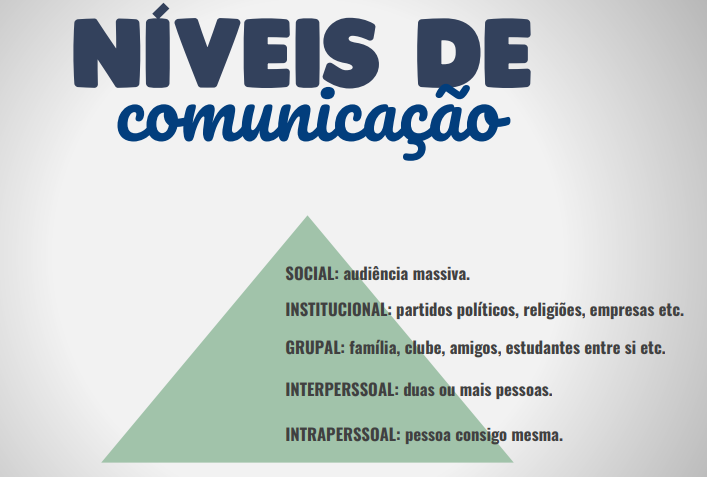 NÍVEIS DE
comunicação
SOCIAL: audiência massiva.
INSTITUCIONAL: partidos políticos, religiões, empresas etc.
GRUPAL: família, clube, amigos, estudantes entre si etc.
INTERPERSSOAL: duas ou mais pessoas.
INTRAPERSSOAL: pessoa consigo mesma.